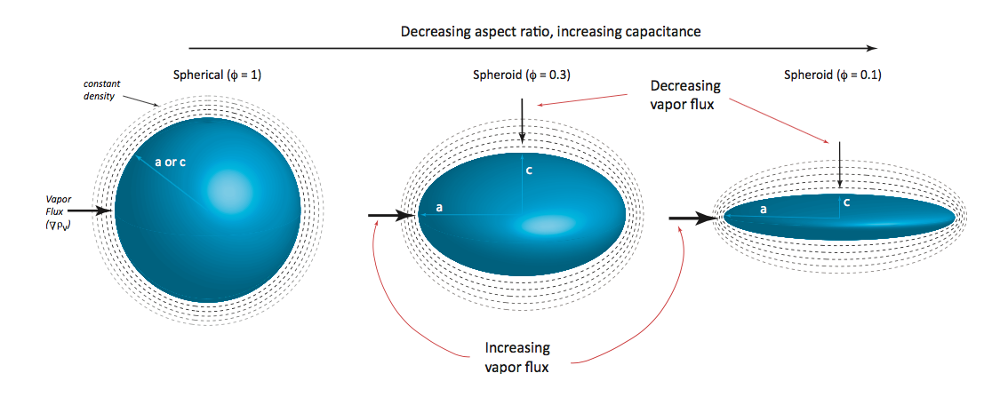 Decreasing aspect ratio, increasing capacitance
Spherical (ϕ = 1)
Spheroid (ϕ = 0.3)
Spheroid (ϕ = 0.1)
constant
density
Decreasing
vapor flux
a or c
c
a
c
a
Vapor
Flux
(∇ρv)
Increasing
vapor flux